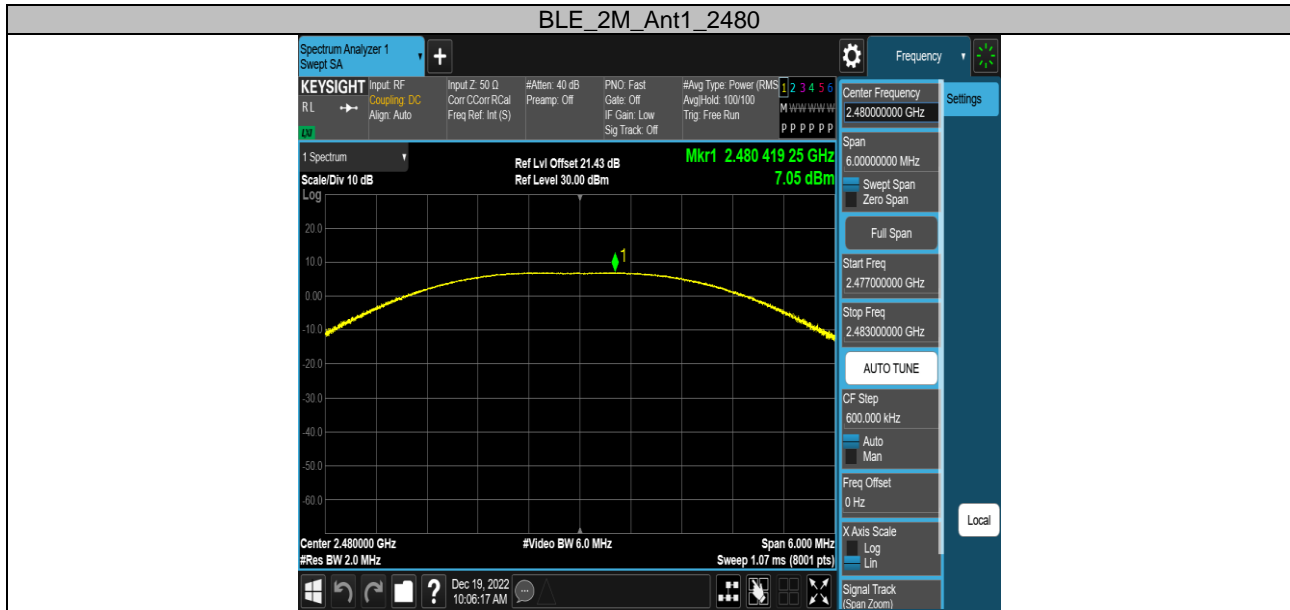 BLE_2M_Ant1_2480
Spectrum Analyzer 1
Swept SA
+
Frequency
KEYSIGHT
RL
LXI
Input: RF
Coupling: DC
Align: Auto
Input Z: 50 Ω
Corr CCorr RCal
Freq Ref: Int (S)
#Atten: 40 dB
Preamp: Off
PNO: Fast
Gate: Off
IF Gain: Low
Sig Track: Off
#Avg Type: Power (RMS
Avg|Hold: 100/100
Trig: Free Run
1 2 3 4 5 6
M W W W W W
P P P P P P
1 Spectrum
Scale/Div 10 dB
Log
Ref Lvl Offset 21.43 dB
Ref Level 30.00 dBm
Mkr1 2.480 419 25 GHz
7.05 dBm
1
20.0
10.0
0.00
-10.0
-20.0
-30.0
-40.0
-50.0
-60.0
Center 2.480000 GHz
#Res BW 2.0 MHz
#Video BW 6.0 MHz
Span 6.000 MHz
Sweep 1.07 ms (8001 pts)
?
Dec 19, 2022
10:06:17 AM
Center Frequency
2.480000000 GHz
Span
6.00000000 MHz
Swept Span
Zero Span
Full Span
Start Freq
2.477000000 GHz
Stop Freq
2.483000000 GHz
AUTO TUNE
CF Step
600.000 kHz
Auto
Man
Freq Offset
0 Hz
X Axis Scale
Log
Lin
Signal Track
(Span Zoom)
Settings
Local